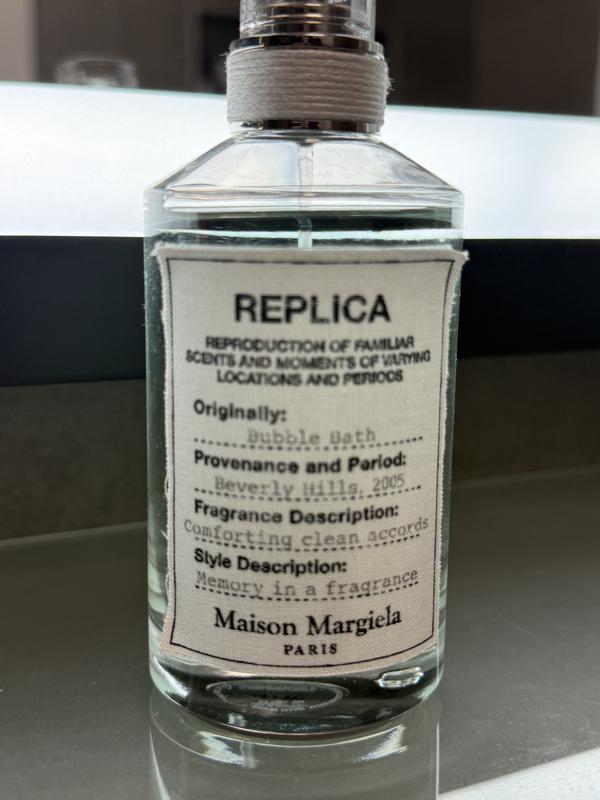 REPLICA
REPRODUCTION OF FAMILIAR
SCENTS AND MOMENTS OF VARYING
LOCATIONS AND PERIODS
Originally:
Bubble Bath
Provenance and Period:
Beverly Hills, 2005
Fragrance Description:
Comforting clean accords
Style Description:
Memory in a fragrance
Maison Margiela
PARIS